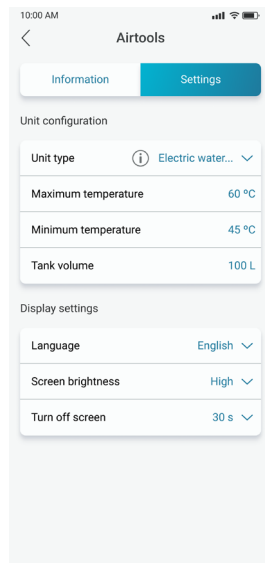 10:00 AM
Airtools
Information Settings
Unit configuration
Unit type i Electric water...
Maximum temperature 60 ºC
Minimum temperature 45 ºC
Tank volume 100 L
Display settings
Language English
Screen brightness High
Turn off screen 30 s